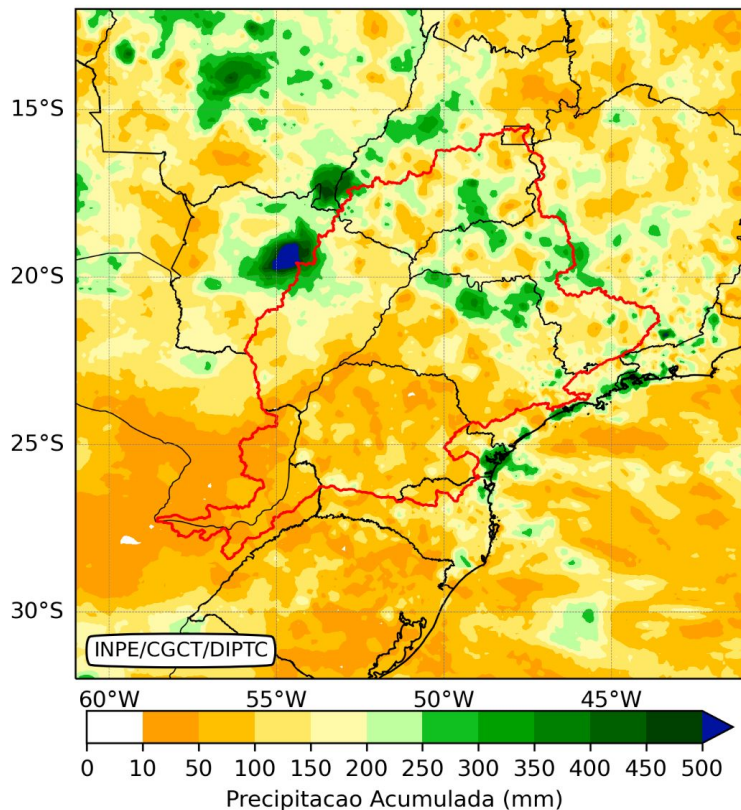 15°S
20°S
25°S
30°S
INPE/CGCT/DIPTC
60°W 55°W 50°W 45°W
0 10 50 100 150 200 250 300 350 400 450 500
Precipitacao Acumulada (mm)